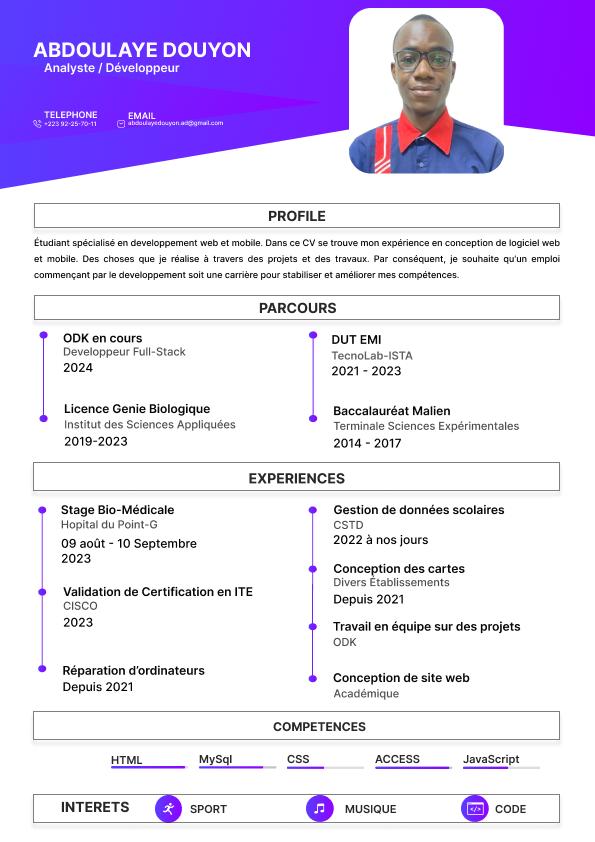 ABDOULAYE DOUYON
Analyste / Développeur
TELEPHONE
+223 92-25-70-11
EMAIL
abdoulayedouyon.ad@gmail.com
PROFILE
Étudiant spécialisé en developpement web et mobile. Dans ce CV se trouve mon expérience en conception de logiciel web
et mobile. Des choses que je réalise à travers des projets et des travaux. Par conséquent, je souhaite qu'un emploi
commençant par le developpement soit une carrière pour stabiliser et améliorer mes compétences.
PARCOURS
ODK en cours
Developpeur Full-Stack
2024
Licence Genie Biologique
Institut des Sciences Appliquées
2019-2023
DUT EMI
TecnoLab-ISTA
2021 - 2023
Baccalauréat Malien
Terminale Sciences Expérimentales
2014 - 2017
EXPERIENCES
Stage Bio-Médicale
Hopital du Point-G
09 août - 10 Septembre
2023
Validation de Certification en ITE
CISCO
2023
Réparation d'ordinateurs
Depuis 2021
Gestion de données scolaires
CSTD
2022 à nos jours
Conception des cartes
Divers Établissements
Depuis 2021
Travail en équipe sur des projets
ODK
Conception de site web
Académique
COMPETENCES
HTML
MySql
CSS
ACCESS
JavaScript
INTERETS
SPORT
MUSIQUE
CODE